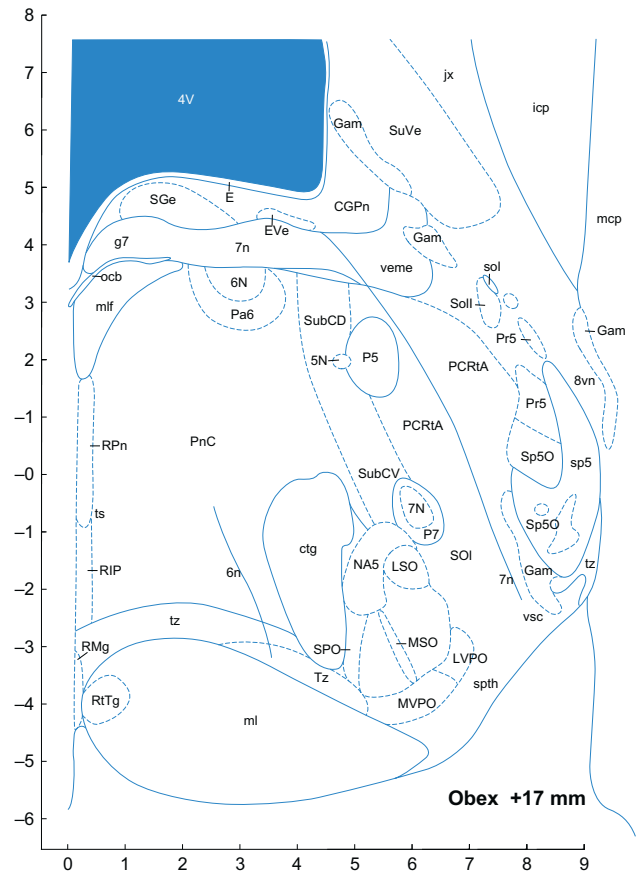 8
7
6
5
4
3
2
–1
–0
–1
–2
–3
–4
–5
–6
0 1 2 3 4 5 6 7 8 9
4V
jx
icp
Gam
SuVe
SGe
E
EVe
CGPn
mcp
g7
7n
Gam
veme
ocb
mlf
6N
Pa6
sol
Soll
Gam
SubCD
5N
P5
Pr5
PCRtA
8vn
Pr5
RPn
PnC
PCRtA
Sp5O
sp5
SubCV
ts
7N
P7
Sp5O
ctg
RIP
6n
NA5
LSO
SOl
Gam
7n
tz
vsc
tz
RMg
SPO
MSO
Tz
LVPO
spth
RtTg
ml
MVPO
Obex +17 mm